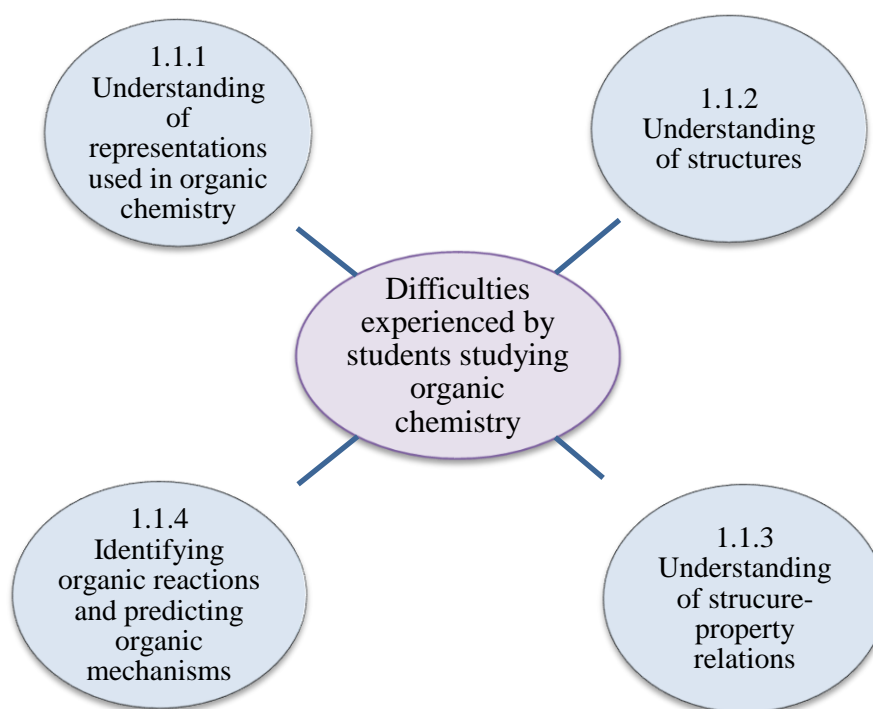 1.1.1
Understanding
of
representations
used in organic
chemistry
1.1.2
Understanding
of structures
Difficulties
experienced by
students studying
organic
chemistry
1.1.4
Identifying
organic reactions
and predicting
organic
mechanisms
1.1.3
Understanding
of strucure-
property
relations